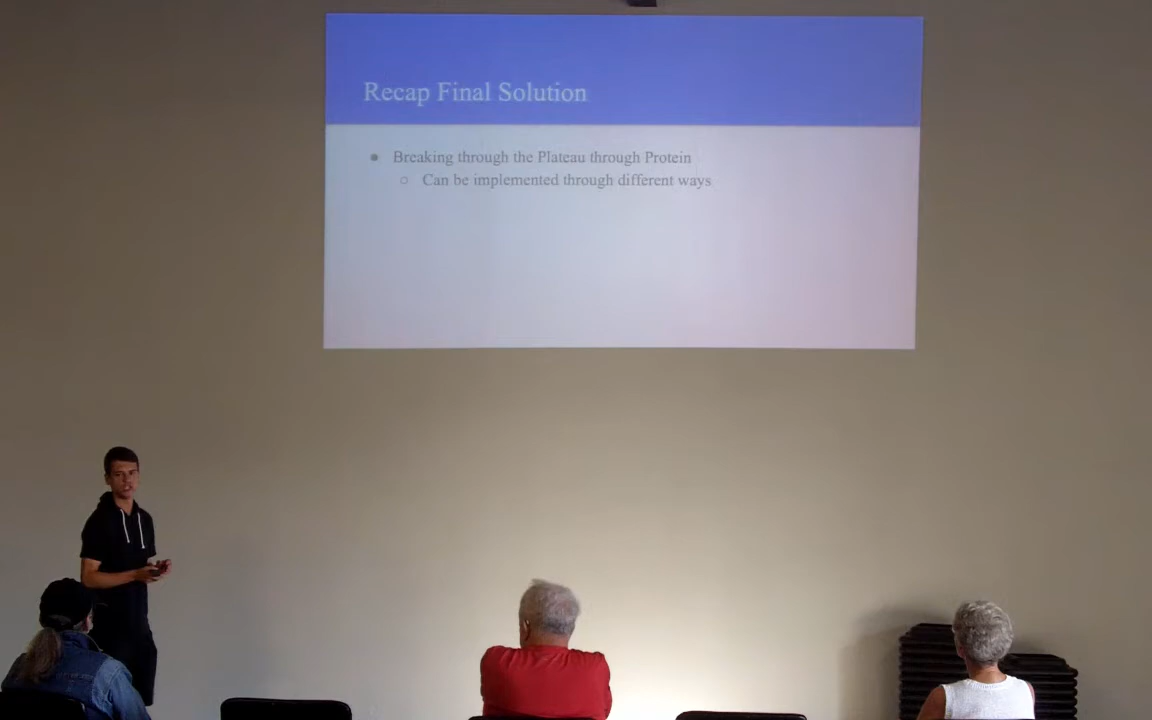 Recap Final Solution
Breaking through the Plateau through Protein
Can be implemented through different ways